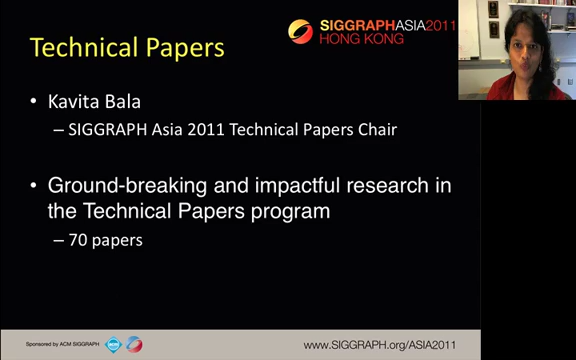 Technical Papers
SIGGRAPHASIA2011
HONG KONG
• Kavita Bala
– SIGGRAPH Asia 2011 Technical Papers Chair
• Ground-breaking and impactful research in
the Technical Papers program
– 70 papers
Sponsored by ACM SIGGRAPH
www.SIGGRAPH.org/ASIA2011